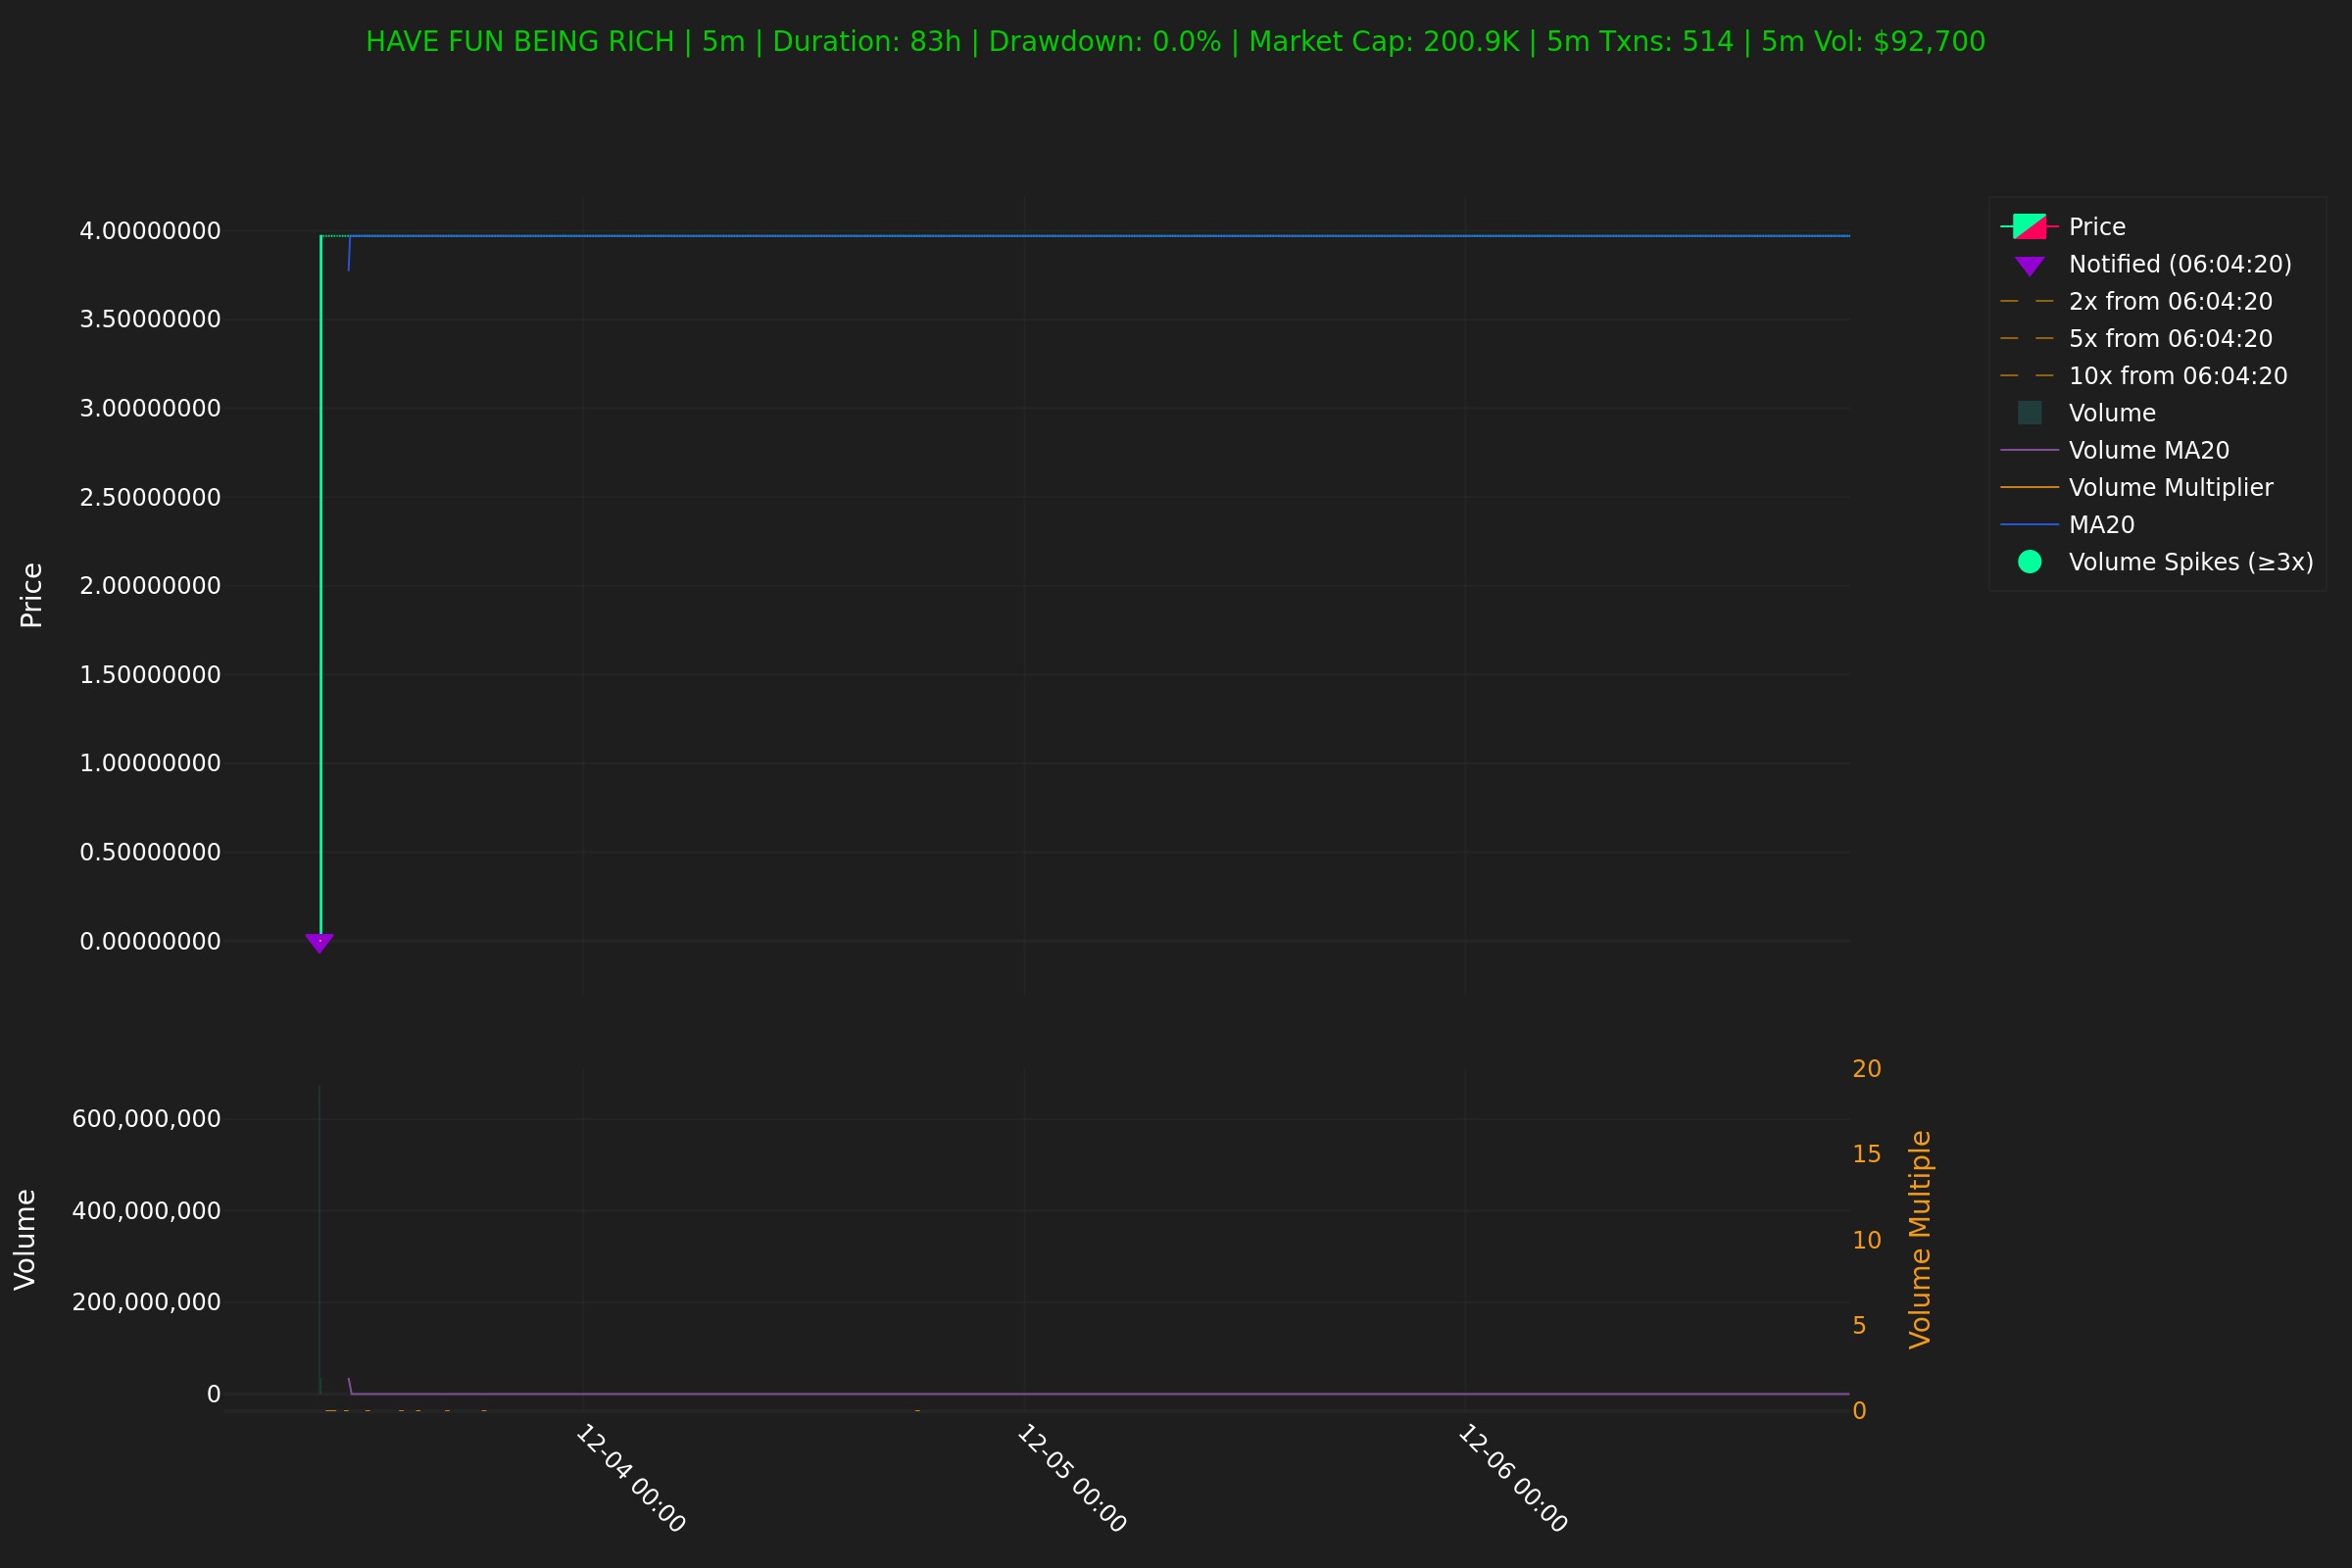 HAVE FUN BEING RICH | 5m | Duration: 83h | Drawdown: 0.0% | Market Cap: 200.9K | 5m Txns: 514 | 5m Vol: $92,700
4.00000000
3.50000000
3.00000000
2.50000000
2.00000000
1.50000000
1.00000000
0.50000000
0.00000000
Price
Price
Notified (06:04:20)
2x from 06:04:20
5x from 06:04:20
10x from 06:04:20
Volume
Volume MA20
Volume Multiplier
MA20
Volume Spikes (≥3x)
600,000,000
400,000,000
200,000,000
0
Volume
20
15
10
5
0
Volume Multiple
12-04 00:00
12-05 00:00
12-06 00:00